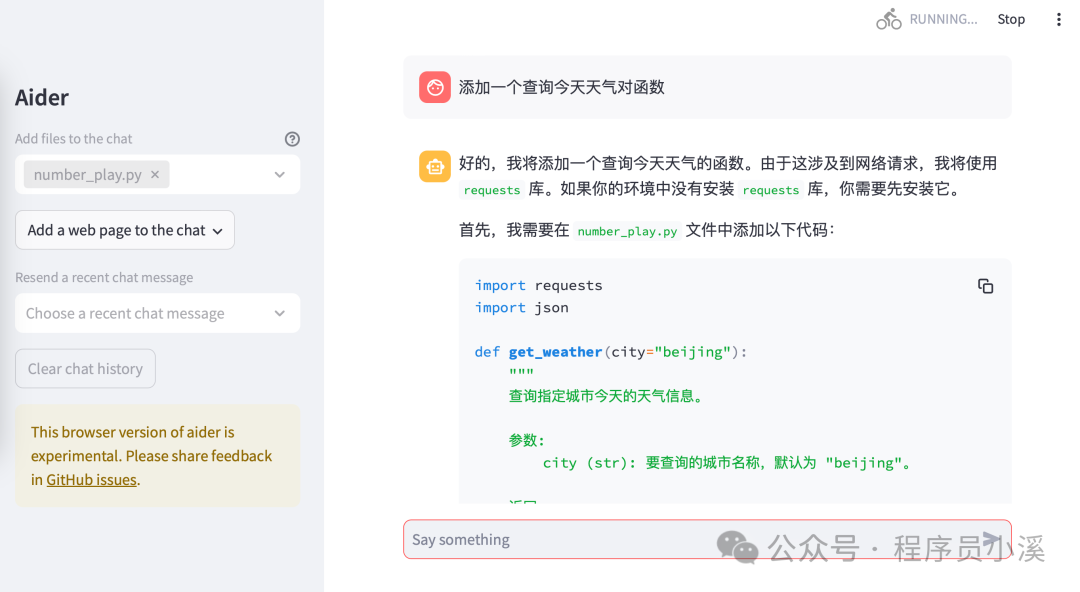 RUNNING...
Stop
Aider
Add files to the chat
number_play.py ×
Add a web page to the chat
Resend a recent chat message
Choose a recent chat message
Clear chat history
This browser version of aider is
experimental. Please share feedback
in GitHub issues.
添加一个查询今天天气对函数
好的，我将添加一个查询今天天气的函数。由于这涉及到网络请求，我将使用
requests 库。如果你的环境中没有安装 requests 库，你需要先安装它。
首先，我需要在 number_play.py 文件中添加以下代码：
import requests
import json
def get_weather(city="beijing"):
"""
查询指定城市今天的天气信息。
参数:
city (str): 要查询的城市名称，默认为 "beijing"。
Say something
公众号 · 程序员小溪